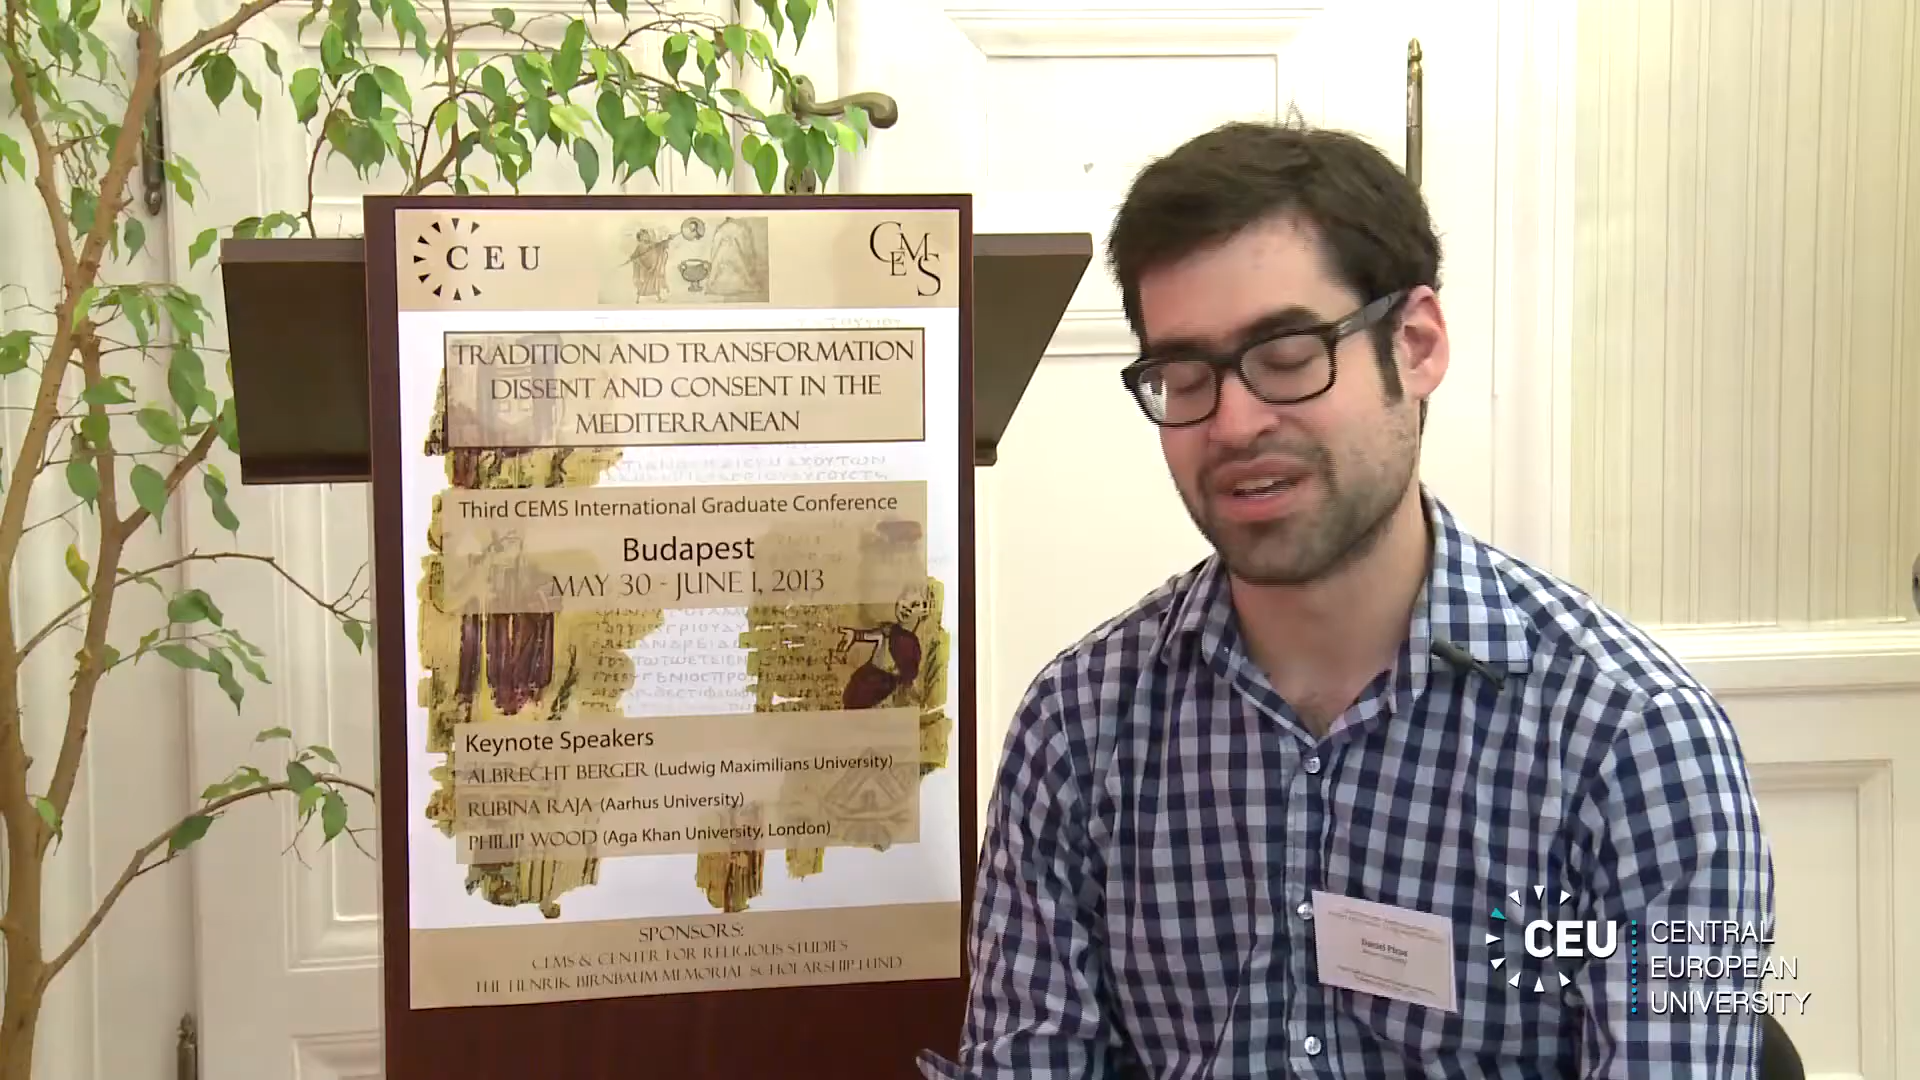 CEU
CEMS
TRADITION AND TRANSFORMATION
DISSENT AND CONSENT IN THE
MEDITERRANEAN
Third CEMS International Graduate Conference
Budapest
MAY 30 - JUNE 1, 2013
Keynote Speakers
ALBRECHT BERGER (Ludwig Maximilians University)
RUBINA RAJA (Aarhus University)
PHILIP WOOD (Aga Khan University, London)
SPONSORS:
CEMS & CENTER FOR RELIGIOUS STUDIES
THE HENRIK BIRNBAUM MEMORIAL SCHOLARSHIP FUND
Daniel
CEU
CENTRAL
EUROPEAN
UNIVERSITY